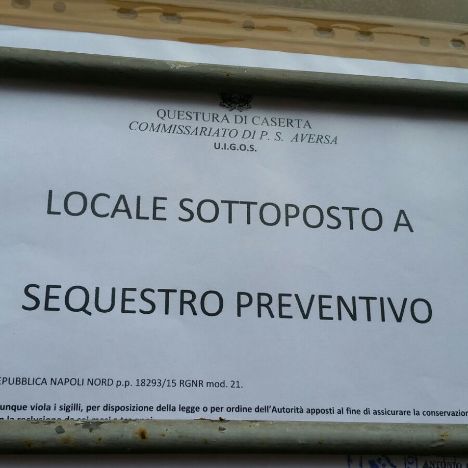 QUESTURA DI CASERTA
COMMISSARIATO DI P. S. AVERSA
U.I.G.O.S.
LOCALE SOTTOPOSTO A
SEQUESTRO PREVENTIVO
EPUBBLICA NAPOLI NORD p.p. 18293/15 RGNR mod. 21.
unque viola i sigilli, per disposizione della legge o per ordine dell'Autorità apposti al fine di assicurare la conservazion